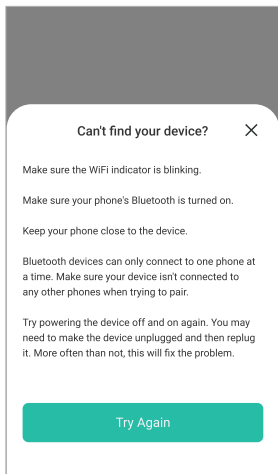 Can't find your device?
Make sure the WiFi indicator is blinking.
Make sure your phone's Bluetooth is turned on.
Keep your phone close to the device.
Bluetooth devices can only connect to one phone at
a time. Make sure your device isn't connected to
any other phones when trying to pair.
Try powering the device off and on again. You may
need to make the device unplugged and then replug
it. More often than not, this will fix the problem.
Try Again